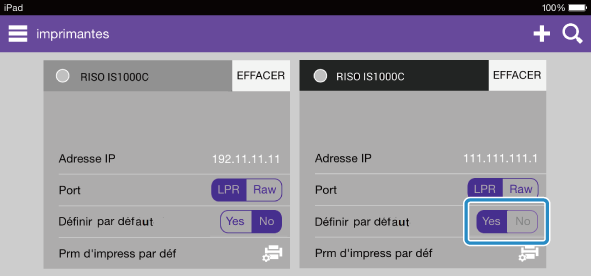 iPad 100%
imprimantes
RISO IS1000C EFFACER
Adresse IP 192.11.11.11
Port LPR Raw
Définir par défaut Yes No
Prm d'impress par déf
RISO IS1000C EFFACER
Adresse IP 111.111.111.1
Port LPR Raw
Définir par défaut Yes No
Prm d'impress par déf